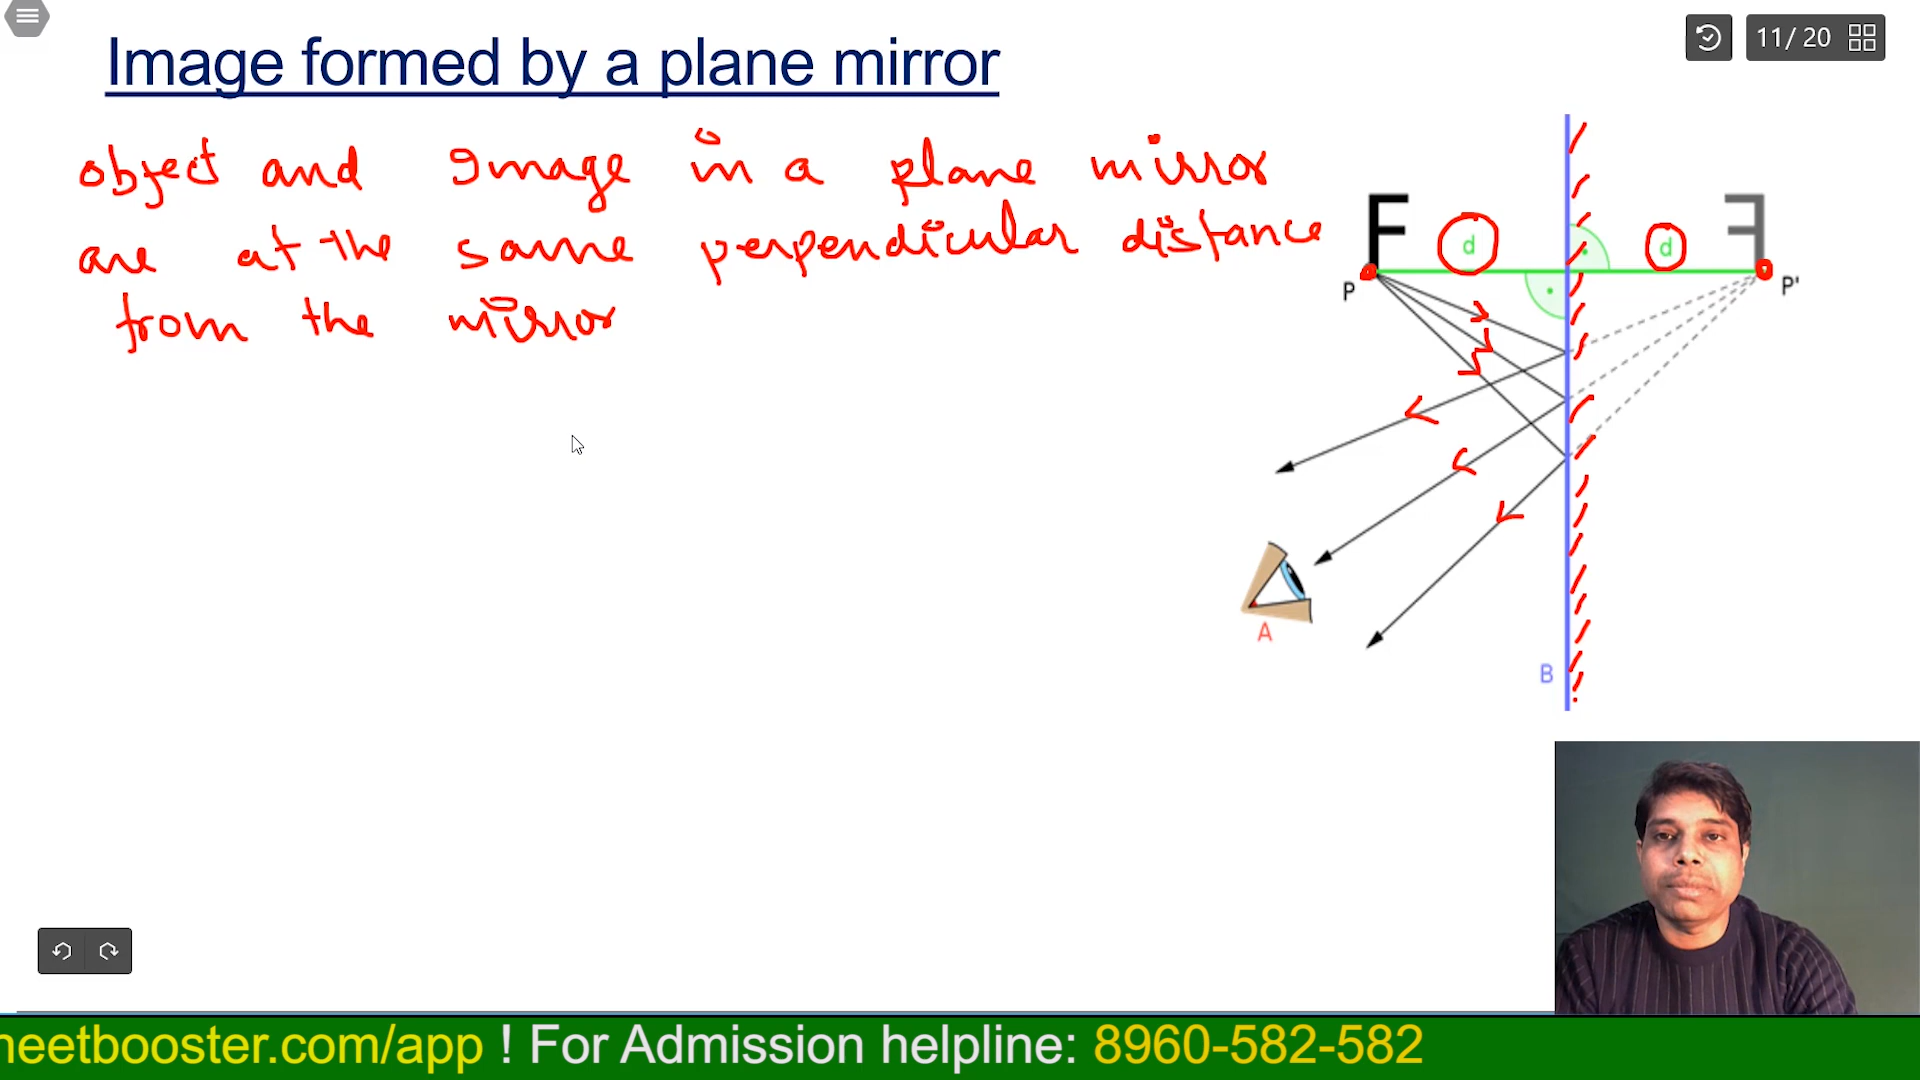 Image formed by a plane mirror
11/ 20
object and Image in a plane mirror
are at the same perpendicular distance
from the mirror
F
d
d
F
P
P'
A
B
neetbooster.com/app ! For Admission helpline: 8960-582-582